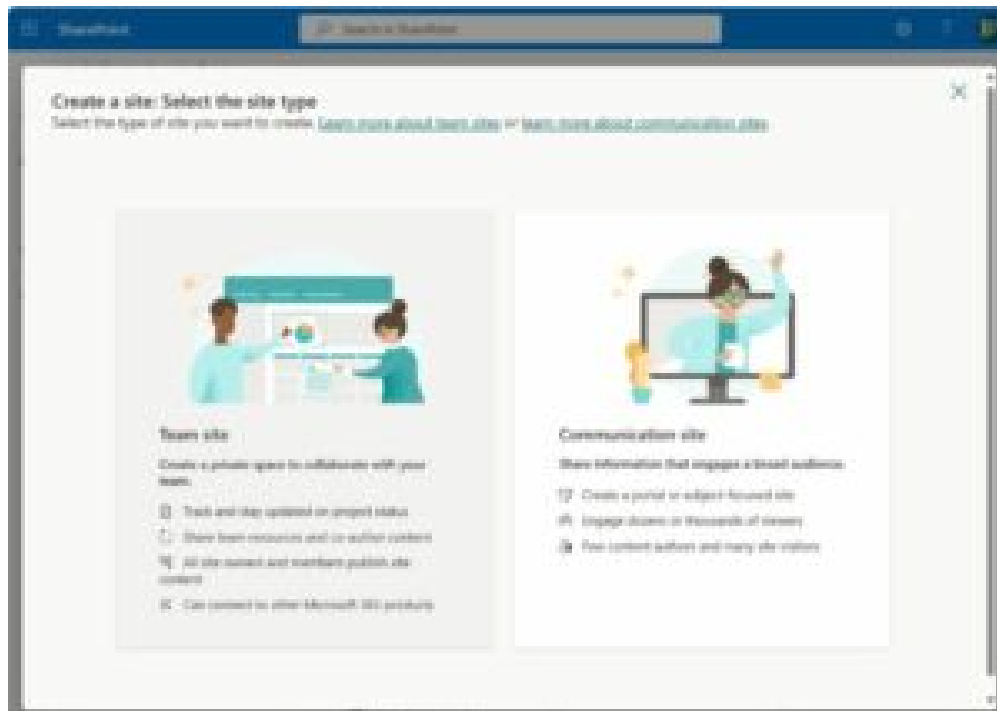 SharePoint
Search in SharePoint
Create a site: Select the site type
Select the type of site you want to create. Learn more about team sites or learn more about communication sites
Team site
Create a private space to collaborate with your
team.
Track and stay updated on project status
Share team resources and co-author content
All site owners and members publish site
content
Can connect to other Microsoft 365 products
Communication site
Share information that engages a broad audience.
Create a portal or subject-focused site
Engage dozens or thousands of viewers
Few content authors and many site visitors